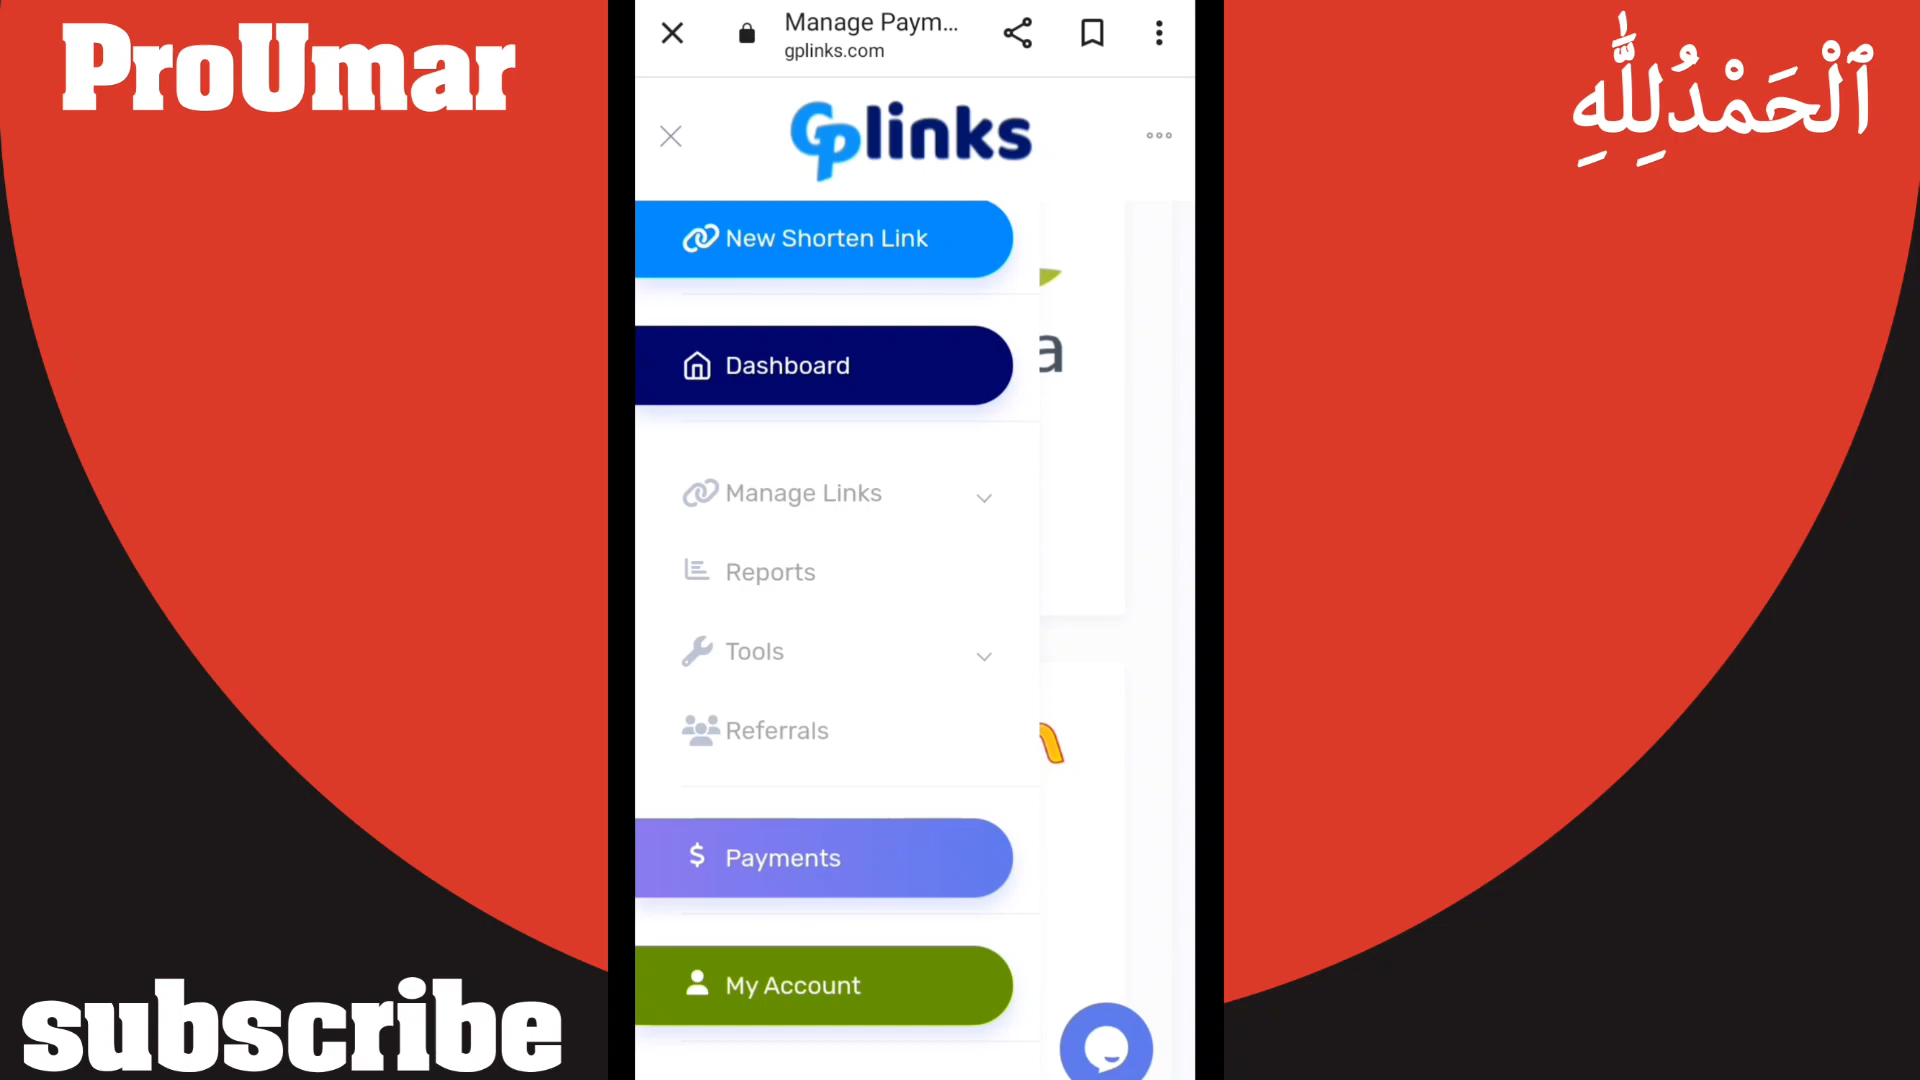 ProUmar
ٱلْحَمْدُلِلَّٰهِ
Manage Paym...
gplinks.com
Gplinks
New Shorten Link
Dashboard
a
Manage Links
Reports
Tools
Referrals
Payments
My Account
subscribe